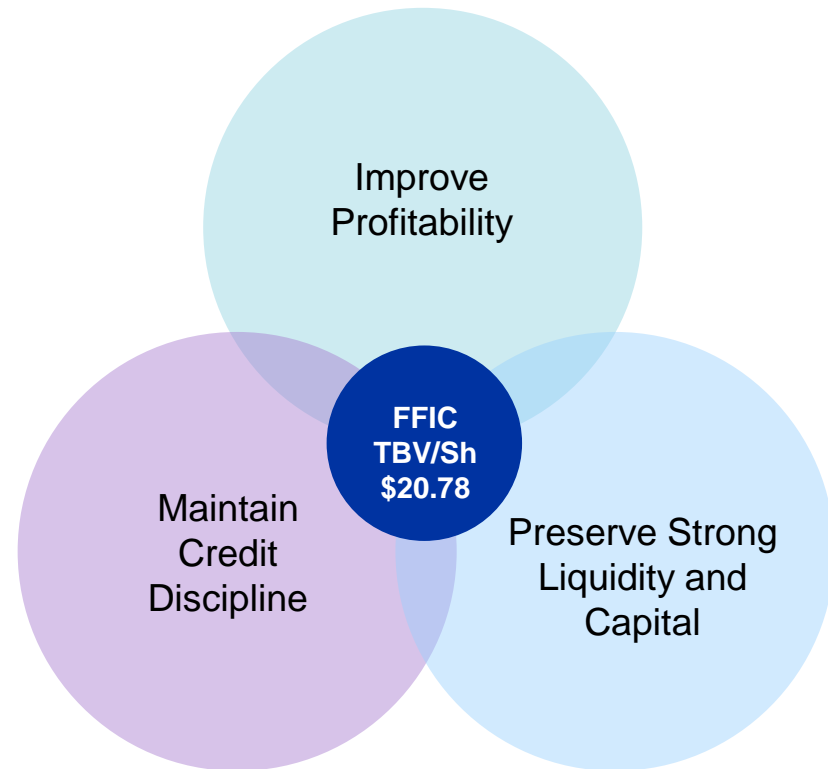 Improve
Profitability
FFIC
TBV/Sh
$20.78
Maintain
Credit
Discipline
Preserve Strong
Liquidity and
Capital